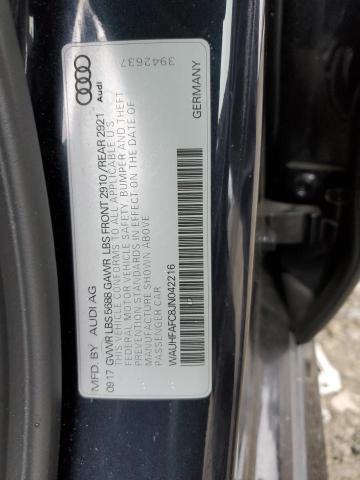 MFD. BY AUDI AG
09.17 GVWR LBS 5688 GAWR LBS FRONT 2910 /REAR 2921
THIS VEHICLE CONFORMS TO ALL APPLICABLE U.S.
FEDERAL MOTOR VEHICLE SAFETY, BUMPER AND THEFT
PREVENTION STANDARDS IN EFFECT ON THE DATE OF
MANUFACTURE SHOWN ABOVE
PASSENGER CAR
WAUHFAFC8JN042216
Audi
3942637
GERMANY